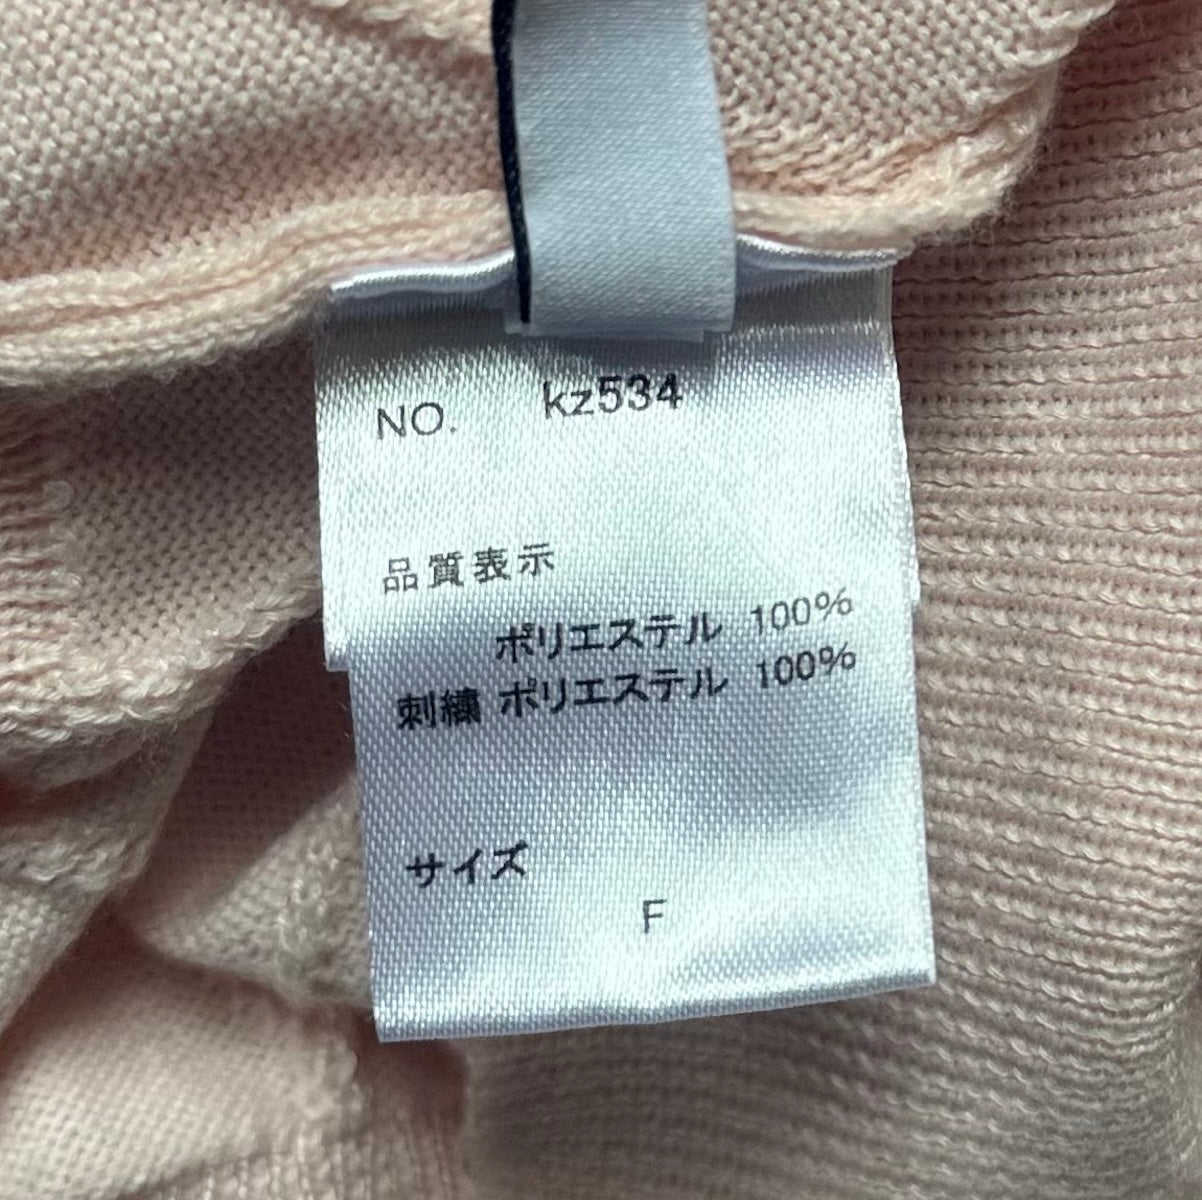 NO. kz534
品質表示
ポリエステル 100%
刺繍 ポリエステル 100%
サイズ
F